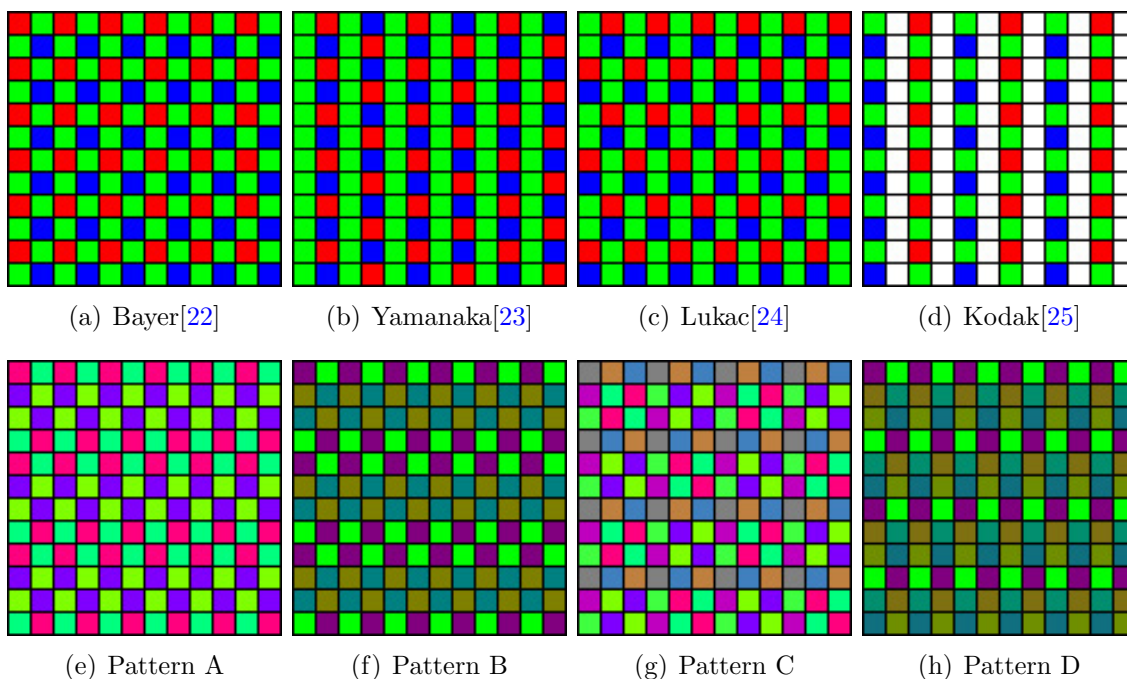 (a) Bayer[22]
(b) Yamanaka[23]
(c) Lukac[24]
(d) Kodak[25]
(e) Pattern A
(f) Pattern B
(g) Pattern C
(h) Pattern D